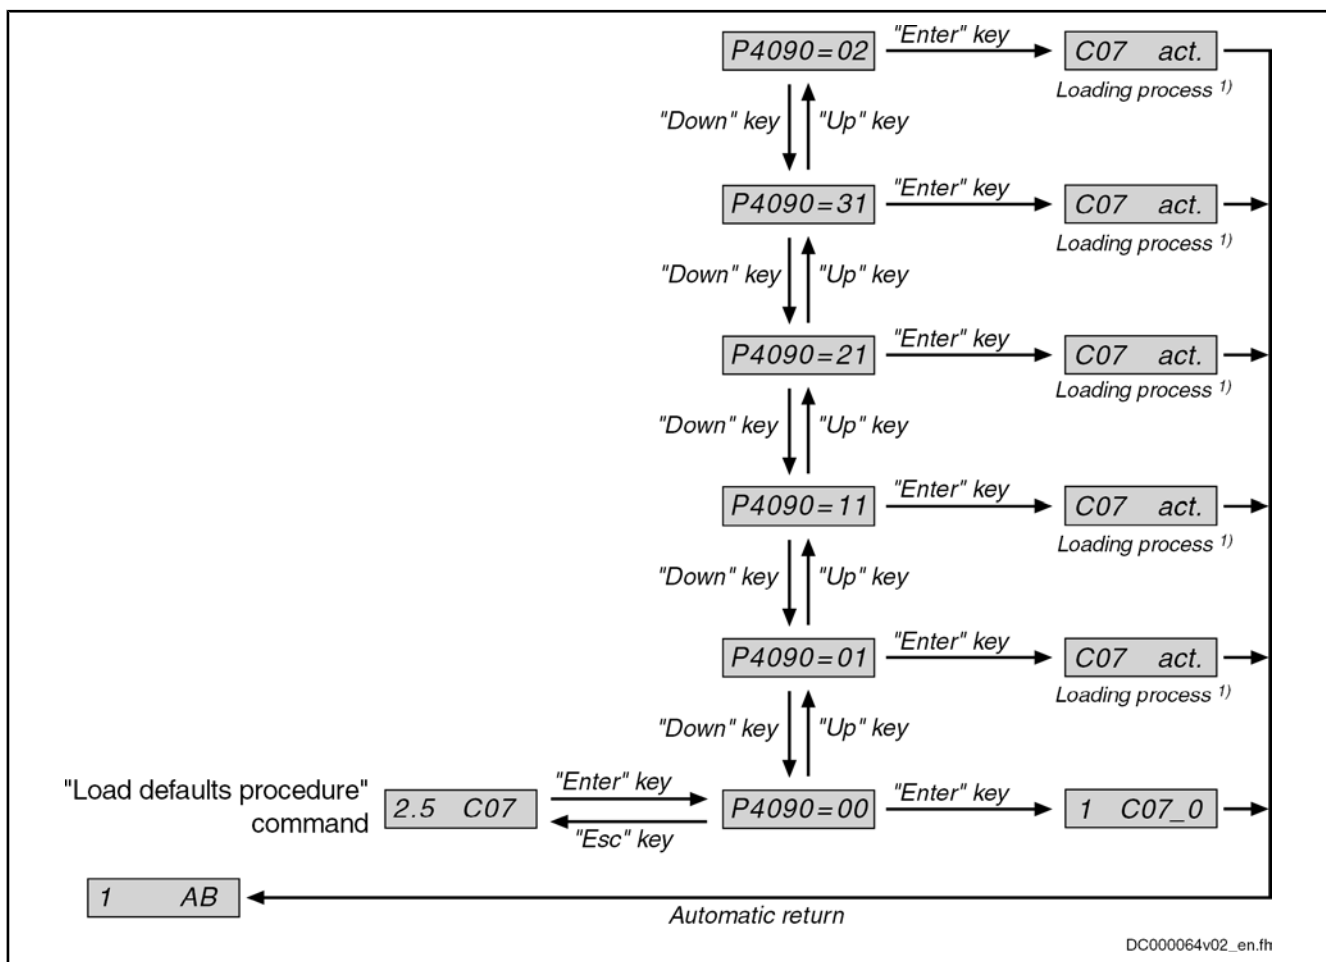 P4090=02 "Enter" key C07 act.
Loading process 1)
"Down" key "Up" key
P4090=31 "Enter" key C07 act.
Loading process 1)
"Down" key "Up" key
P4090=21 "Enter" key C07 act.
Loading process 1)
"Down" key "Up" key
P4090=11 "Enter" key C07 act.
Loading process 1)
"Down" key "Up" key
P4090=01 "Enter" key C07 act.
Loading process 1)
"Down" key "Up" key
"Load defaults procedure"
command
2.5 C07 "Enter" key P4090=00 "Enter" key 1 C07_0
"Esc" key
1 AB
Automatic return
DC000064v02_en.fh